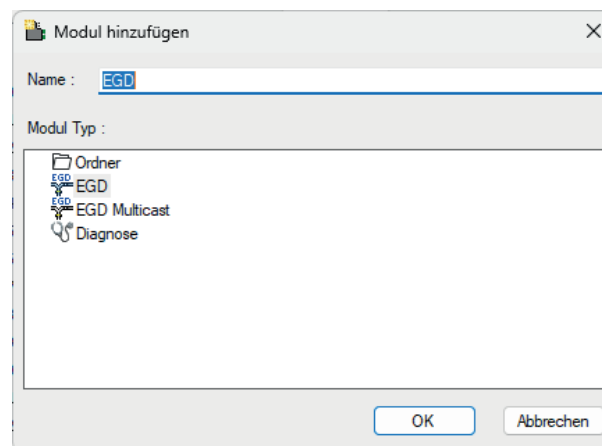 Modul hinzufügen
Name : EGD
Modul Typ :
Ordner
EGD EGD
EGD EGD Multicast
Diagnose
OK Abbrechen